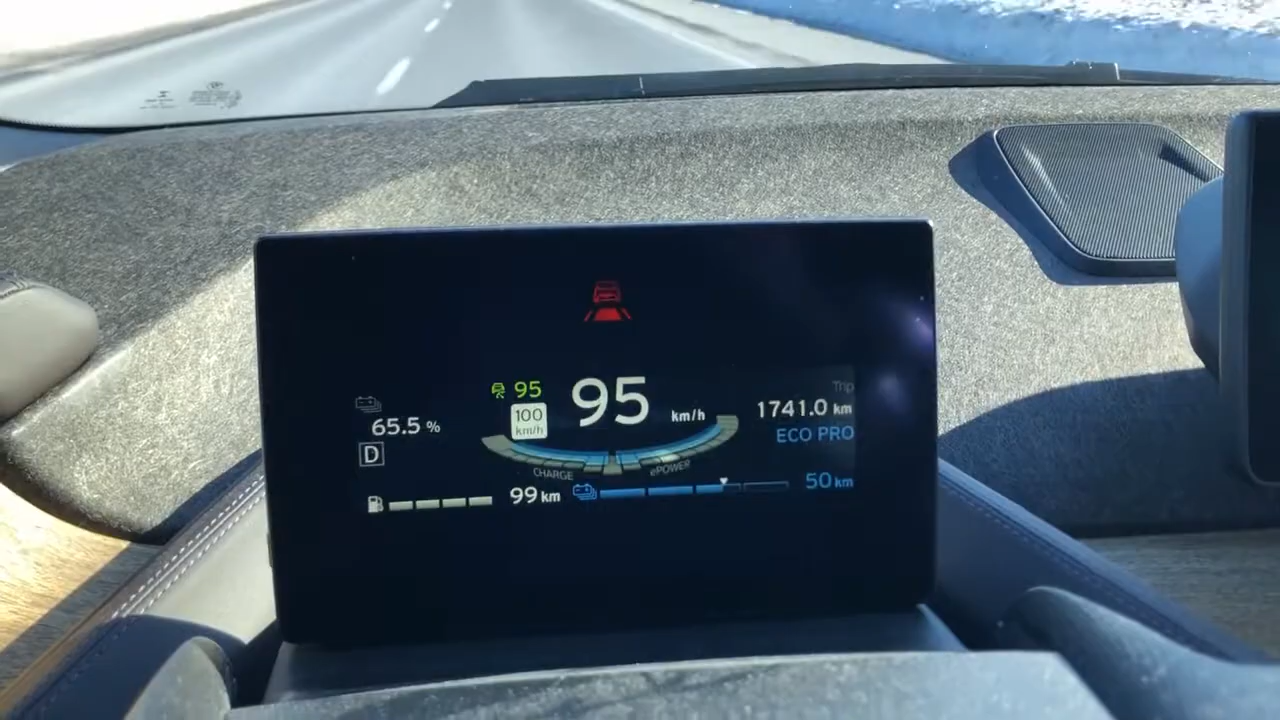 95
95 km/h
100
km/h
Trip
1741.0 km
65.5 %
ECO PRO
D
CHARGE
ePOWER
99 km
50 km